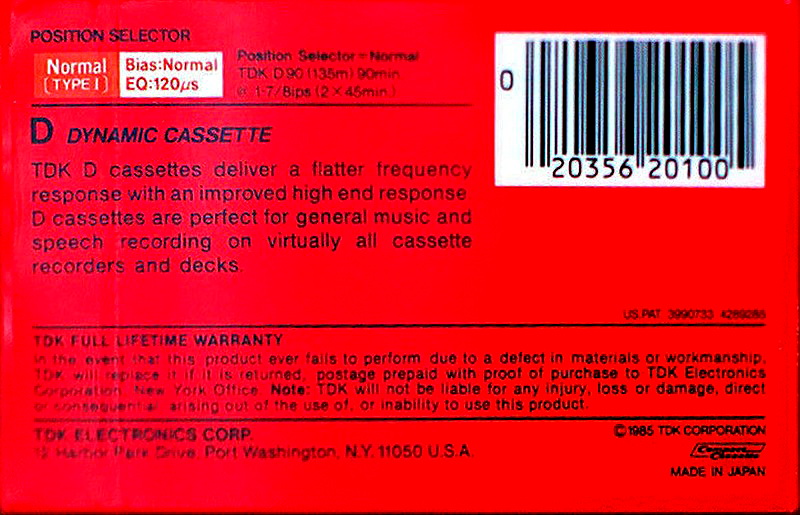 POSITION SELECTOR
Normal
[TYPE I]
Bias:Normal
EQ:120µs
Position Selector = Normal
TDK D90 (135m) 90min.
@ 1-7/8ips (2 × 45min.)
D DYNAMIC CASSETTE
TDK D cassettes deliver a flatter frequency
response with an improved high end response.
D cassettes are perfect for general music and
speech recording on virtually all cassette
recorders and decks.
0
20356 20100
US.PAT. 3990733 4289285
TDK FULL LIFETIME WARRANTY
In the event that this product ever fails to perform due to a defect in materials or workmanship,
TDK will replace it if it is returned, postage prepaid with proof of purchase to TDK Electronics
Corporation, New York Office. Note: TDK will not be liable for any injury, loss or damage, direct
or consequential, arising out of the use of, or inability to use this product.
TDK ELECTRONICS CORP.
12 Harbor Park Drive, Port Washington, N.Y. 11050 U.S.A.
©1985 TDK CORPORATION
Compact
Cassette
MADE IN JAPAN